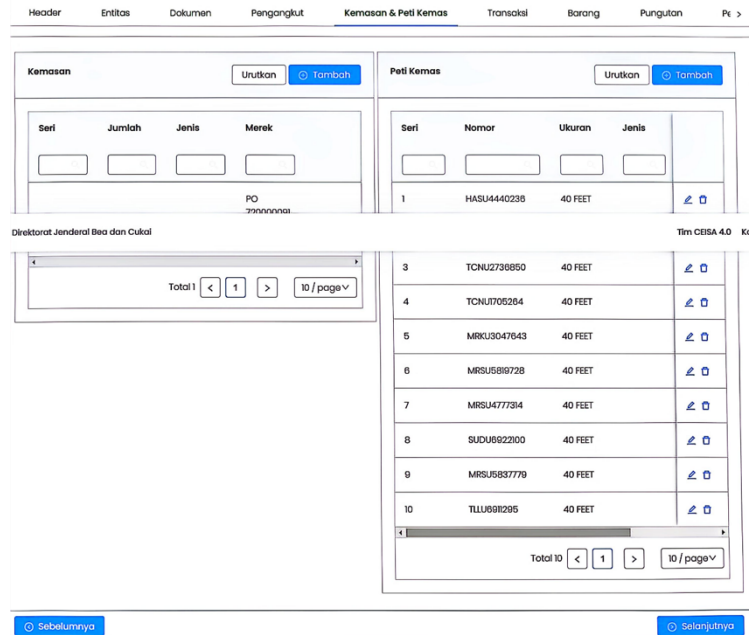 Header Entitas Dokumen Pengangkut Kemasan & Peti Kemas Transaksi Barang Pungutan Pe >
Kemasan Urutkan Tambah
Seri Jumlah Jenis Merek
PO
720000091
Peti Kemas Urutkan Tambah
Seri Nomor Ukuran Jenis
1 HASU4440236 40 FEET
Direktorat Jenderal Bea dan Cukai Tim CEISA 4.0 Ka
Total 1 < 1 > 10 / page
3 TCNU2736850 40 FEET
4 TCNU1705264 40 FEET
5 MRKU3047643 40 FEET
6 MRSU5819728 40 FEET
7 MRSU4777314 40 FEET
8 SUDU6922100 40 FEET
9 MRSU5837779 40 FEET
10 TLLU6911295 40 FEET
Total 10 < 1 > 10 / page
Sebelumnya Selanjutnya